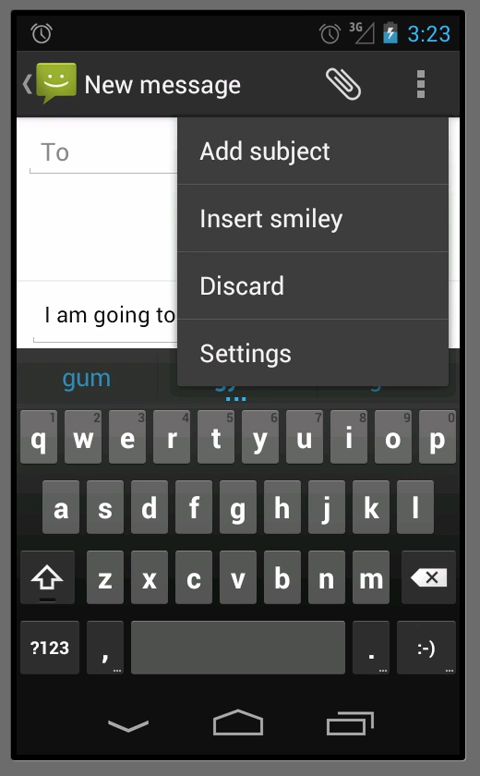 3G 3:23
New message
To
Add subject
Insert smiley
Discard
Settings
I am going to
gum
1 2 3 4 5 6 7 8 9 0
q w e r t y u i o p
a s d f g h j k l
z x c v b n m
?123 , ... . ... :-) ...